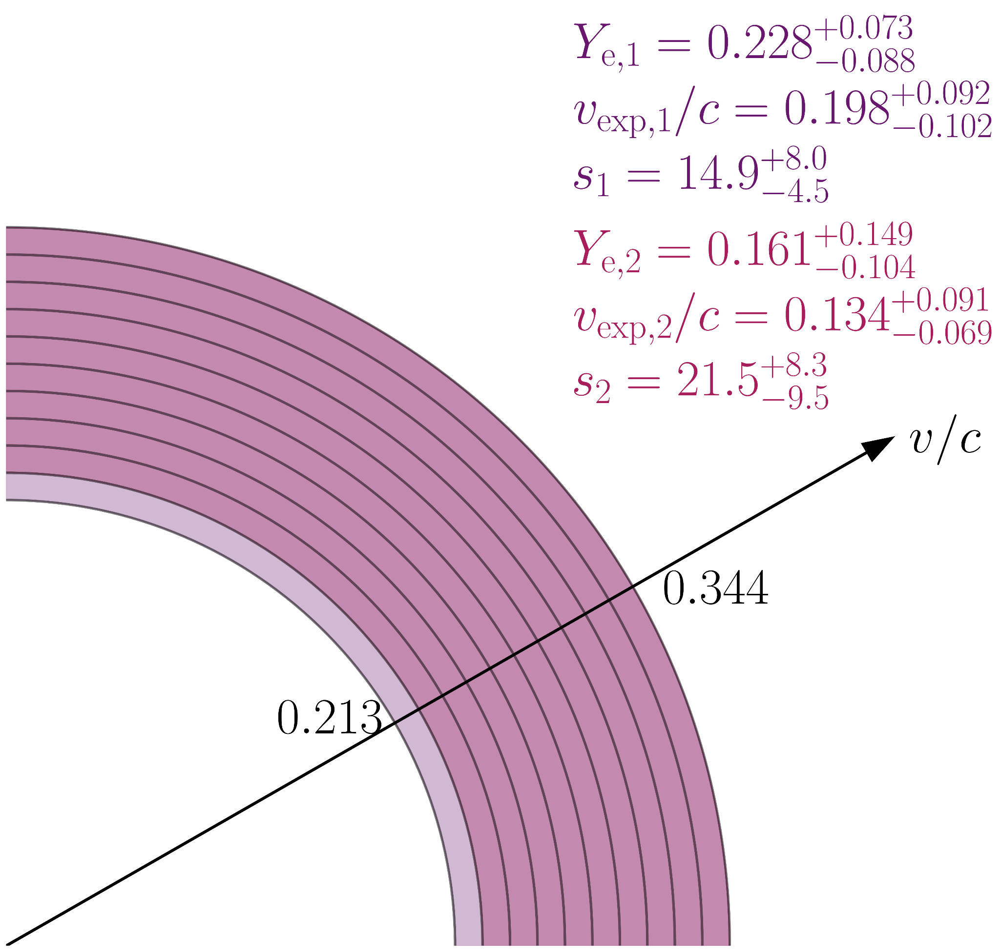 Y_{e,1} = 0.228^{+0.073}_{-0.088}
v_{exp,1}/c = 0.198^{+0.092}_{-0.102}
s_1 = 14.9^{+8.0}_{-4.5}
Y_{e,2} = 0.161^{+0.149}_{-0.104}
v_{exp,2}/c = 0.134^{+0.091}_{-0.069}
s_2 = 21.5^{+8.3}_{-9.5}
v/c
0.344
0.213